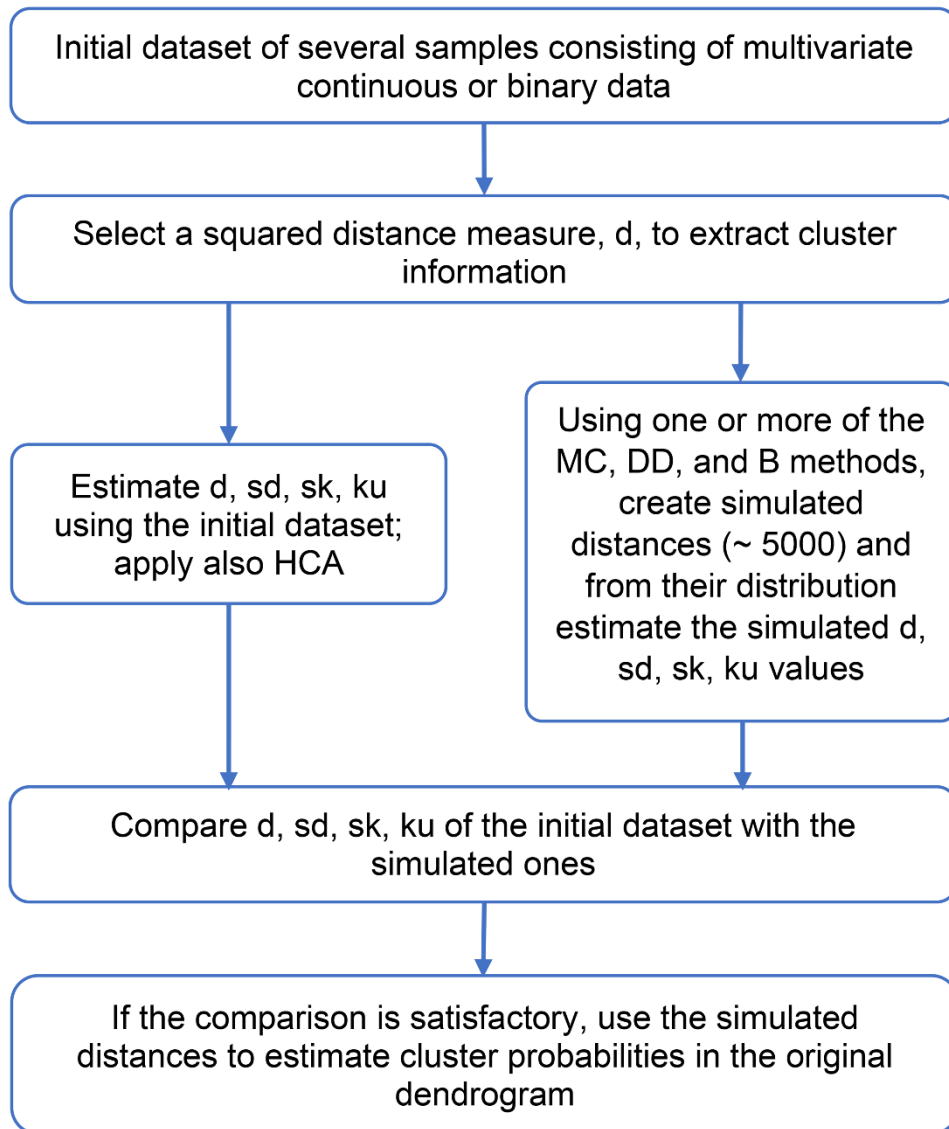 Initial dataset of several samples consisting of multivariate
continuous or binary data
Select a squared distance measure, d, to extract cluster
information
Estimate d, sd, sk, ku
using the initial dataset;
apply also HCA
Using one or more of the
MC, DD, and B methods,
create simulated
distances (~ 5000) and
from their distribution
estimate the simulated d,
sd, sk, ku values
Compare d, sd, sk, ku of the initial dataset with the
simulated ones
If the comparison is satisfactory, use the simulated
distances to estimate cluster probabilities in the original
dendrogram